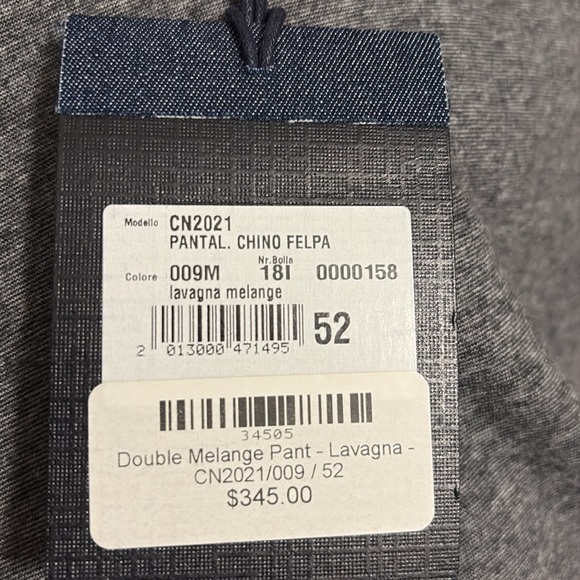 Modello CN2021
PANTAL. CHINO FELPA
Nr.Bolla
Colore 009M 18I 0000158
lavagna melange
2 013000 471495 52
34505
Double Melange Pant - Lavagna -
CN2021/009 / 52
$345.00